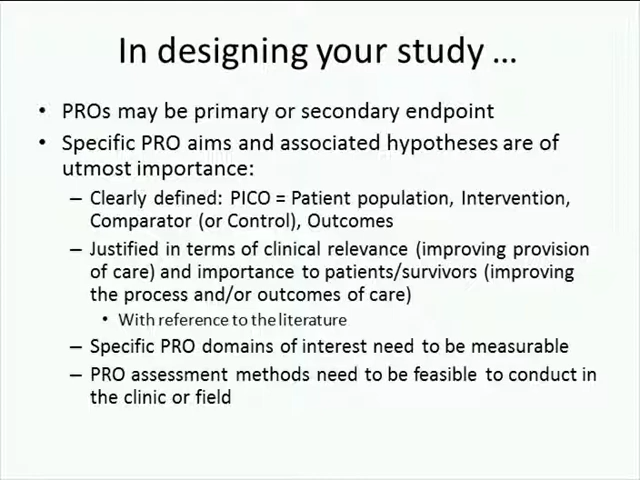 In designing your study …
• PROs may be primary or secondary endpoint
• Specific PRO aims and associated hypotheses are of
utmost importance:
– Clearly defined: PICO = Patient population, Intervention,
Comparator (or Control), Outcomes
– Justified in terms of clinical relevance (improving provision
of care) and importance to patients/survivors (improving
the process and/or outcomes of care)
• With reference to the literature
– Specific PRO domains of interest need to be measurable
– PRO assessment methods need to be feasible to conduct in
the clinic or field